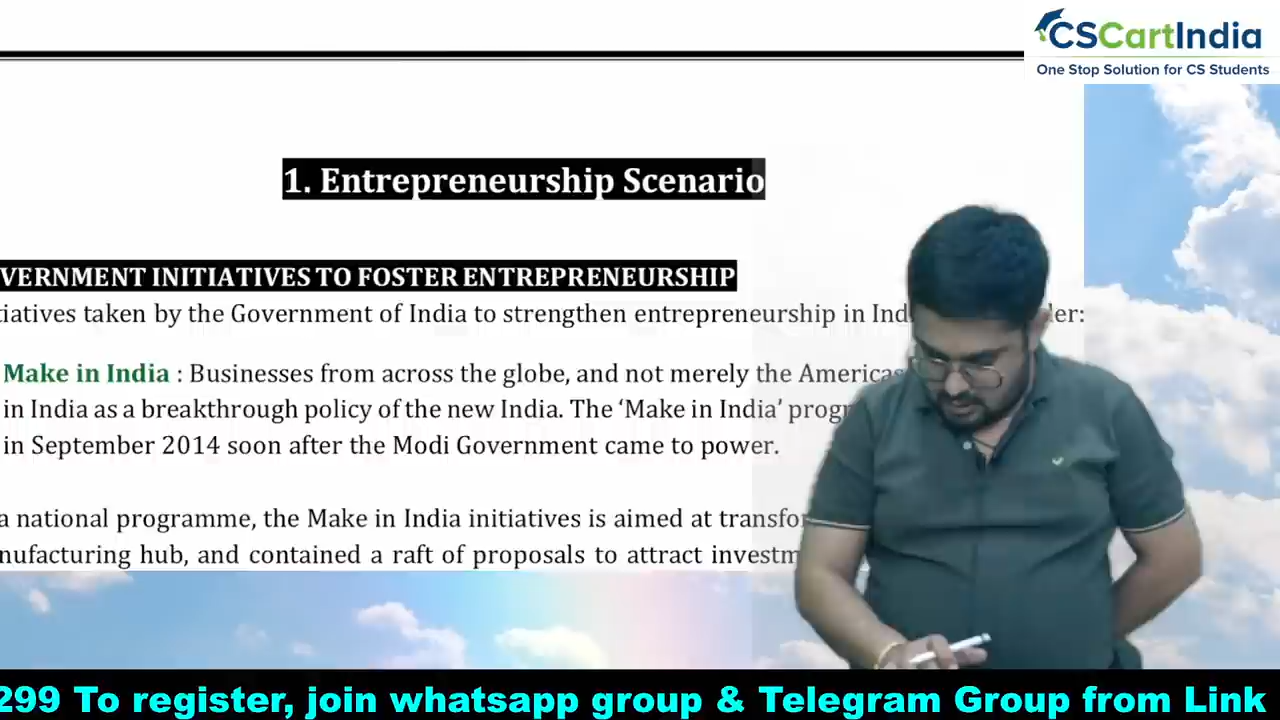 CSCartIndia
One Stop Solution for CS Students
1. Entrepreneurship Scenario
VERNMENT INITIATIVES TO FOSTER ENTREPRENEURSHIP
tiatives taken by the Government of India to strengthen entrepreneurship in Ind ler:
Make in India : Businesses from across the globe, and not merely the Americas
in India as a breakthrough policy of the new India. The ‘Make in India’ progr
in September 2014 soon after the Modi Government came to power.
a national programme, the Make in India initiatives is aimed at transfor
nufacturing hub, and contained a raft of proposals to attract investm
299 To register, join whatsapp group & Telegram Group from Link